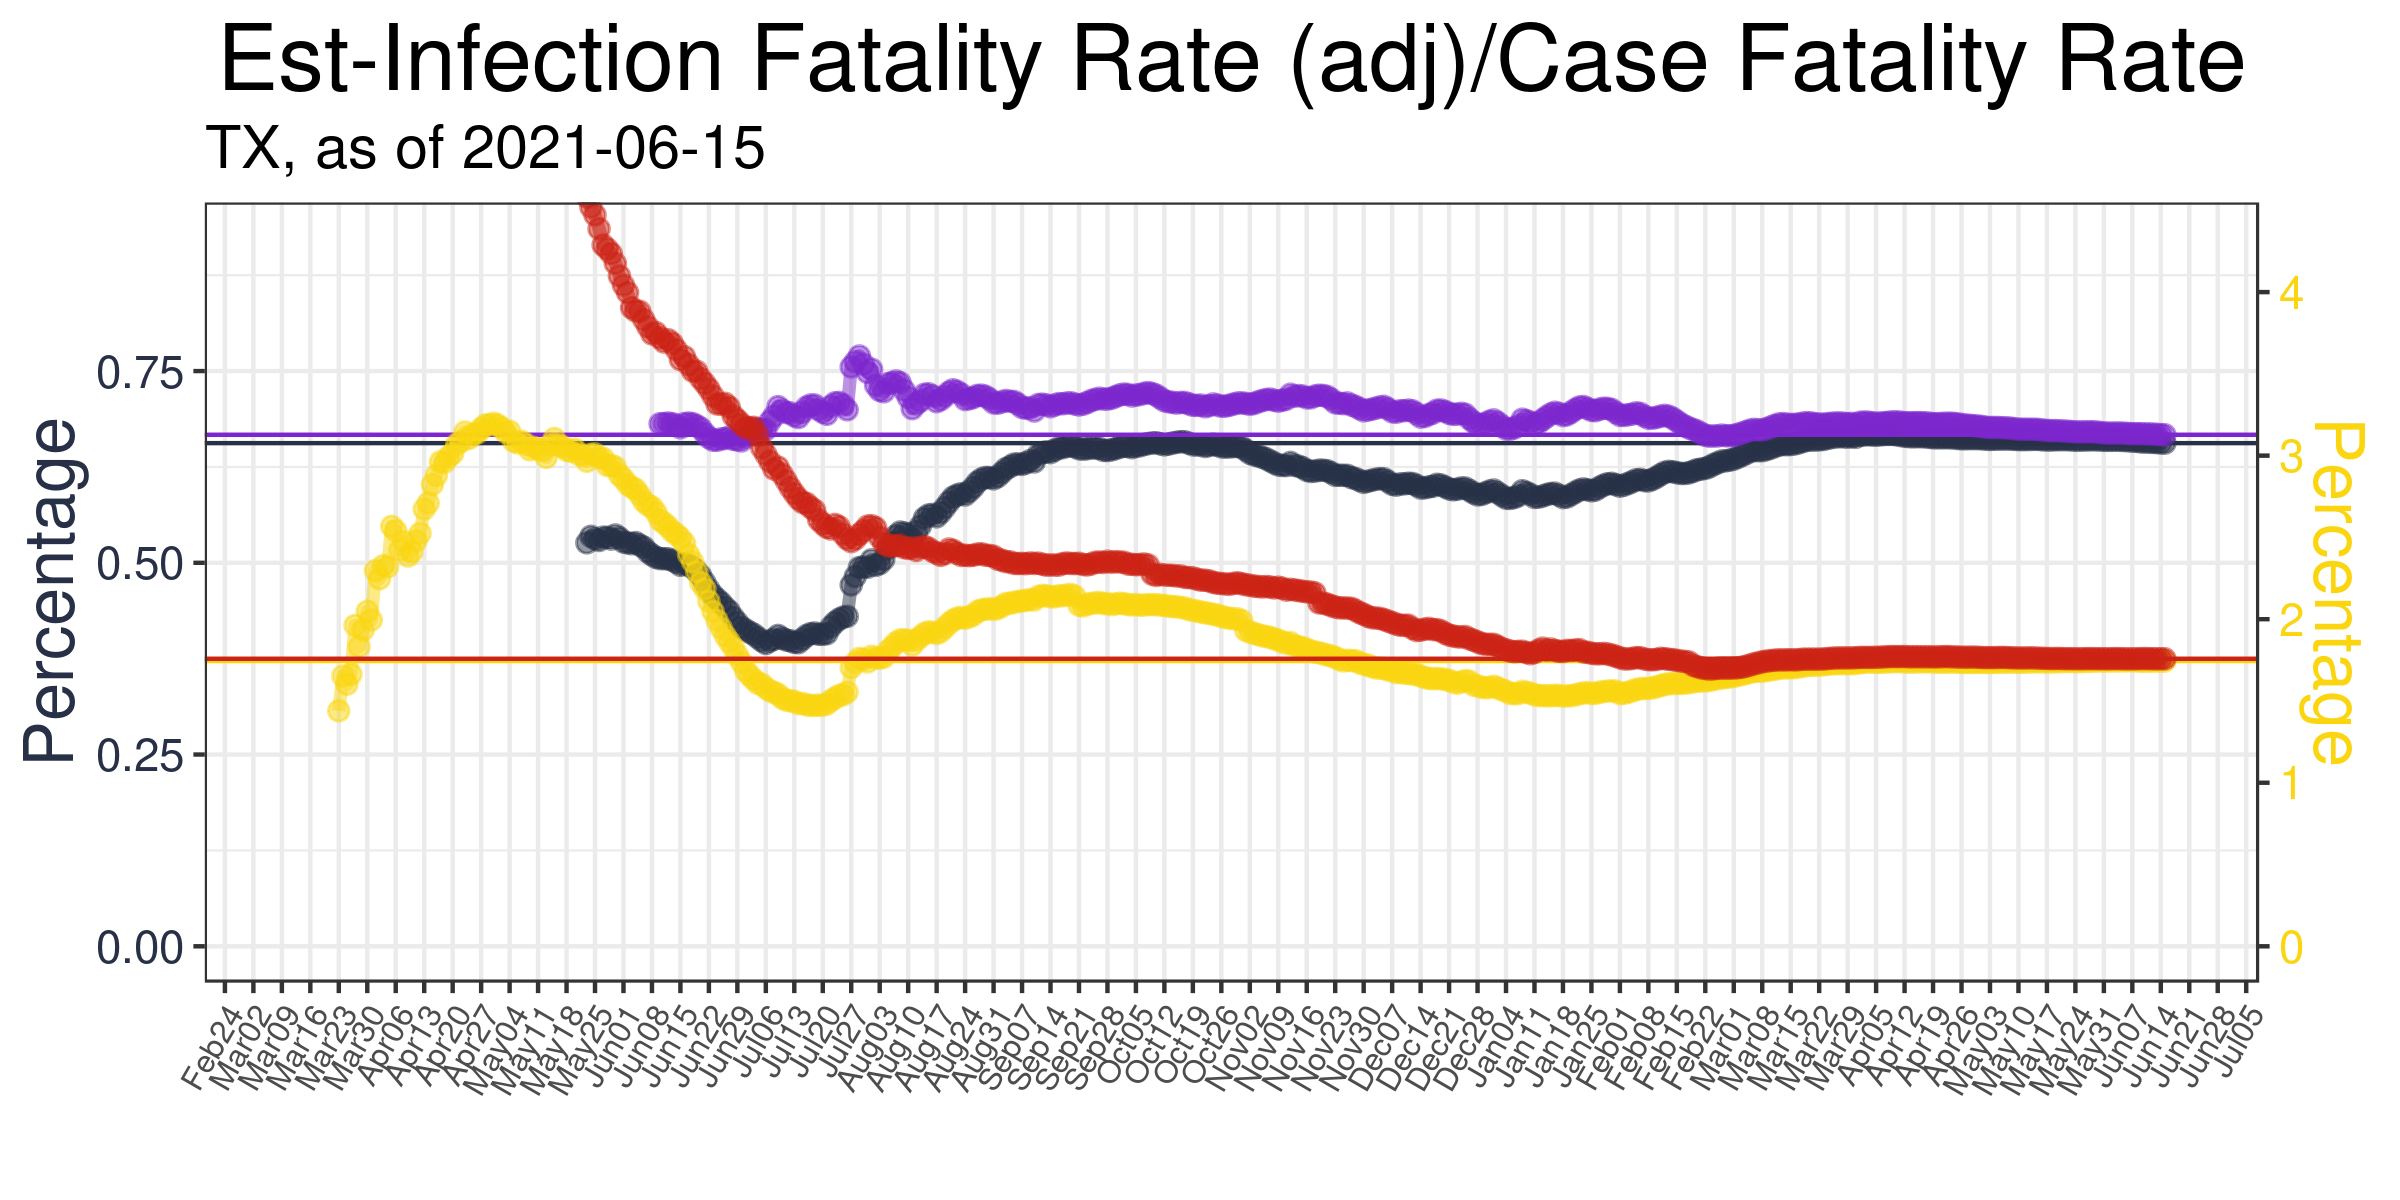 Est-Infection Fatality Rate (adj)/Case Fatality Rate
TX, as of 2021-06-15
Percentage
0.75
0.50
0.25
0.00
4
3
2
1
0
Percentage
Feb24
Mar02
Mar09
Mar16
Mar23
Mar30
Apr06
Apr13
Apr20
Apr27
May04
May11
May18
May25
Jun01
Jun08
Jun15
Jun22
Jun29
Jul06
Jul13
Jul20
Jul27
Aug03
Aug10
Aug17
Aug24
Aug31
Sep07
Sep14
Sep21
Sep28
Oct05
Oct12
Oct19
Oct26
Nov02
Nov09
Nov16
Nov23
Nov30
Dec07
Dec14
Dec21
Dec28
Jan04
Jan11
Jan18
Jan25
Feb01
Feb08
Feb15
Feb22
Mar01
Mar08
Mar15
Mar22
Mar29
Apr05
Apr12
Apr19
Apr26
May03
May10
May17
May24
May31
Jun07
Jun14
Jun21
Jun28
Jul05